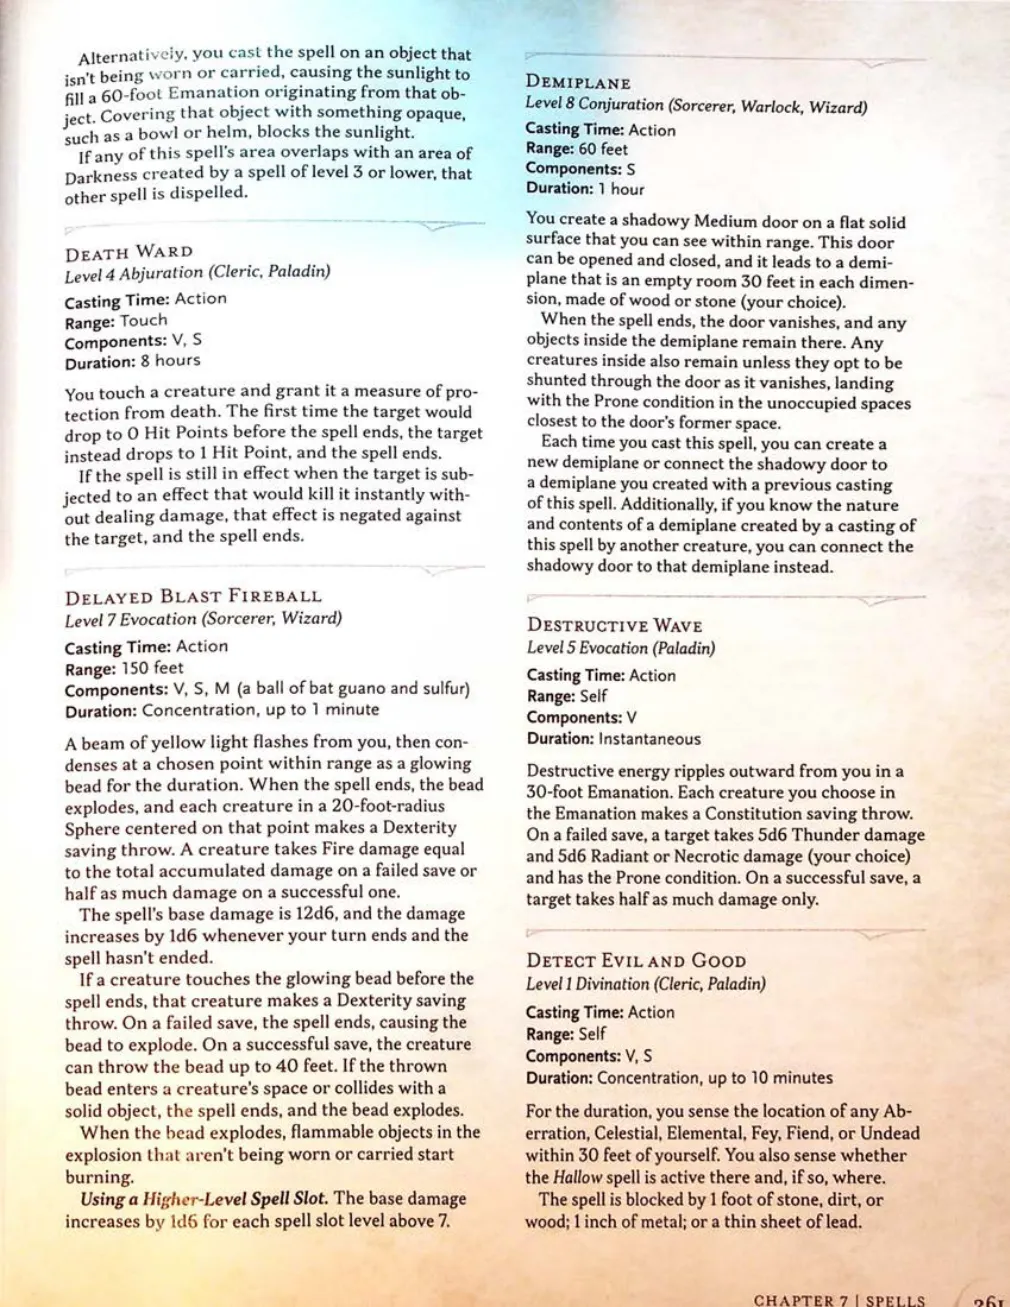 Alternatively, you cast the spell on an object that
isn't being worn or carried, causing the sunlight to
fill a 60-foot Emanation originating from that ob-
ject. Covering that object with something opaque,
such as a bowl or helm, blocks the sunlight.
If any of this spell's area overlaps with an area of
Darkness created by a spell of level 3 or lower, that
other spell is dispelled.
DEATH WARD
Level 4 Abjuration (Cleric, Paladin)
Casting Time: Action
Range: Touch
Components: V, S
Duration: 8 hours
You touch a creature and grant it a measure of pro-
tection from death. The first time the target would
drop to 0 Hit Points before the spell ends, the target
instead drops to 1 Hit Point, and the spell ends.
If the spell is still in effect when the target is sub-
jected to an effect that would kill it instantly with-
out dealing damage, that effect is negated against
the target, and the spell ends.
DELAYED BLAST FIREBALL
Level 7 Evocation (Sorcerer, Wizard)
Casting Time: Action
Range: 150 feet
Components: V, S, M (a ball of bat guano and sulfur)
Duration: Concentration, up to 1 minute
A beam of yellow light flashes from you, then con-
denses at a chosen point within range as a glowing
bead for the duration. When the spell ends, the bead
explodes, and each creature in a 20-foot-radius
Sphere centered on that point makes a Dexterity
saving throw. A creature takes Fire damage equal
to the total accumulated damage on a failed save or
half as much damage on a successful one.
The spell's base damage is 12d6, and the damage
increases by 1d6 whenever your turn ends and the
spell hasn't ended.
If a creature touches the glowing bead before the
spell ends, that creature makes a Dexterity saving
throw. On a failed save, the spell ends, causing the
bead to explode. On a successful save, the creature
can throw the bead up to 40 feet. If the thrown
bead enters a creature's space or collides with a
solid object, the spell ends, and the bead explodes.
When the bead explodes, flammable objects in the
explosion that aren't being worn or carried start
burning.
Using a Higher-Level Spell Slot. The base damage
increases by 1d6 for each spell slot level above 7.
DEMIPLANE
Level 8 Conjuration (Sorcerer, Warlock, Wizard)
Casting Time: Action
Range: 60 feet
Components: S
Duration: 1 hour
You create a shadowy Medium door on a flat solid
surface that you can see within range. This door
can be opened and closed, and it leads to a demi-
plane that is an empty room 30 feet in each dimen-
sion, made of wood or stone (your choice).
When the spell ends, the door vanishes, and any
objects inside the demiplane remain there. Any
creatures inside also remain unless they opt to be
shunted through the door as it vanishes, landing
with the Prone condition in the unoccupied spaces
closest to the door's former space.
Each time you cast this spell, you can create a
new demiplane or connect the shadowy door to
a demiplane you created with a previous casting
of this spell. Additionally, if you know the nature
and contents of a demiplane created by a casting of
this spell by another creature, you can connect the
shadowy door to that demiplane instead.
DESTRUCTIVE WAVE
Level 5 Evocation (Paladin)
Casting Time: Action
Range: Self
Components: V
Duration: Instantaneous
Destructive energy ripples outward from you in a
30-foot Emanation. Each creature you choose in
the Emanation makes a Constitution saving throw.
On a failed save, a target takes 5d6 Thunder damage
and 5d6 Radiant or Necrotic damage (your choice)
and has the Prone condition. On a successful save, a
target takes half as much damage only.
DETECT EVIL AND GOOD
Level 1 Divination (Cleric, Paladin)
Casting Time: Action
Range: Self
Components: V, S
Duration: Concentration, up to 10 minutes
For the duration, you sense the location of any Ab-
erration, Celestial, Elemental, Fey, Fiend, or Undead
within 30 feet of yourself. You also sense whether
the Hallow spell is active there and, if so, where.
The spell is blocked by 1 foot of stone, dirt, or
wood; 1 inch of metal; or a thin sheet of lead.
CHAPTER 7 | SPELLS 261